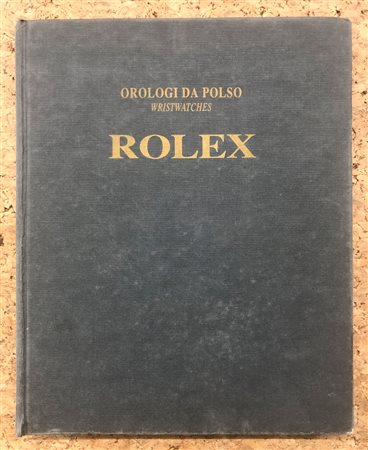 OROLOGI DA POLSO
WRISTWATCHES
ROLEX